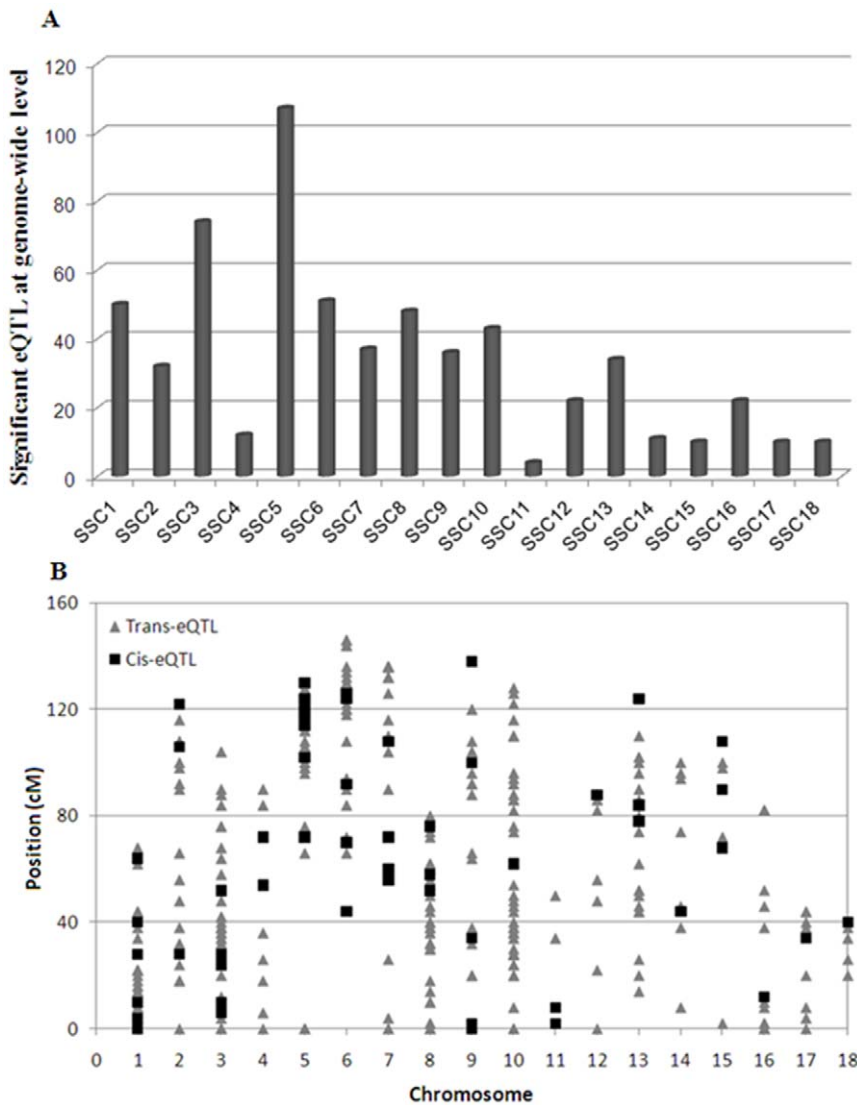 A
Significant eQTL at genome-wide level
120
100
80
60
40
20
0
SSC1 SSC2 SSC3 SSC4 SSC5 SSC6 SSC7 SSC8 SSC9 SSC10 SSC11 SSC12 SSC13 SSC14 SSC15 SSC16 SSC17 SSC18
B
Trans-eQTL
Cis-eQTL
Position (cM)
160
120
80
40
0
0 1 2 3 4 5 6 7 8 9 10 11 12 13 14 15 16 17 18
Chromosome